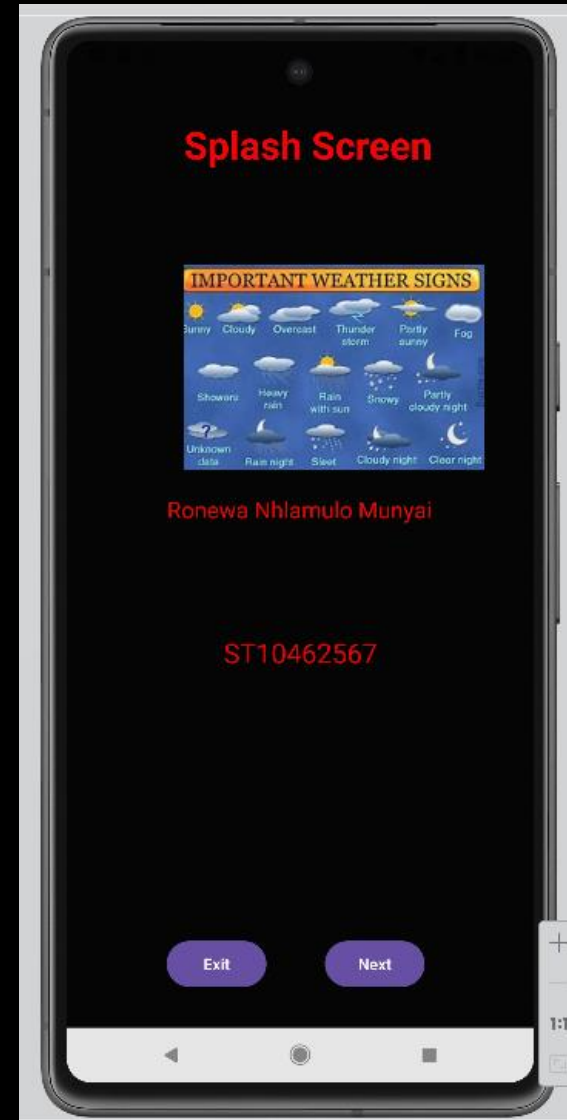 Splash Screen
IMPORTANT WEATHER SIGNS
Sunny Cloudy Overcast Thunder storm Partly sunny Fog
Showers Heavy rain Rain with sun Snowy Partly cloudy night
Unknown data Rain night Sleet Cloudy night Clear night
Ronewa Nhlamulo Munyai
ST10462567
Exit Next
1:1